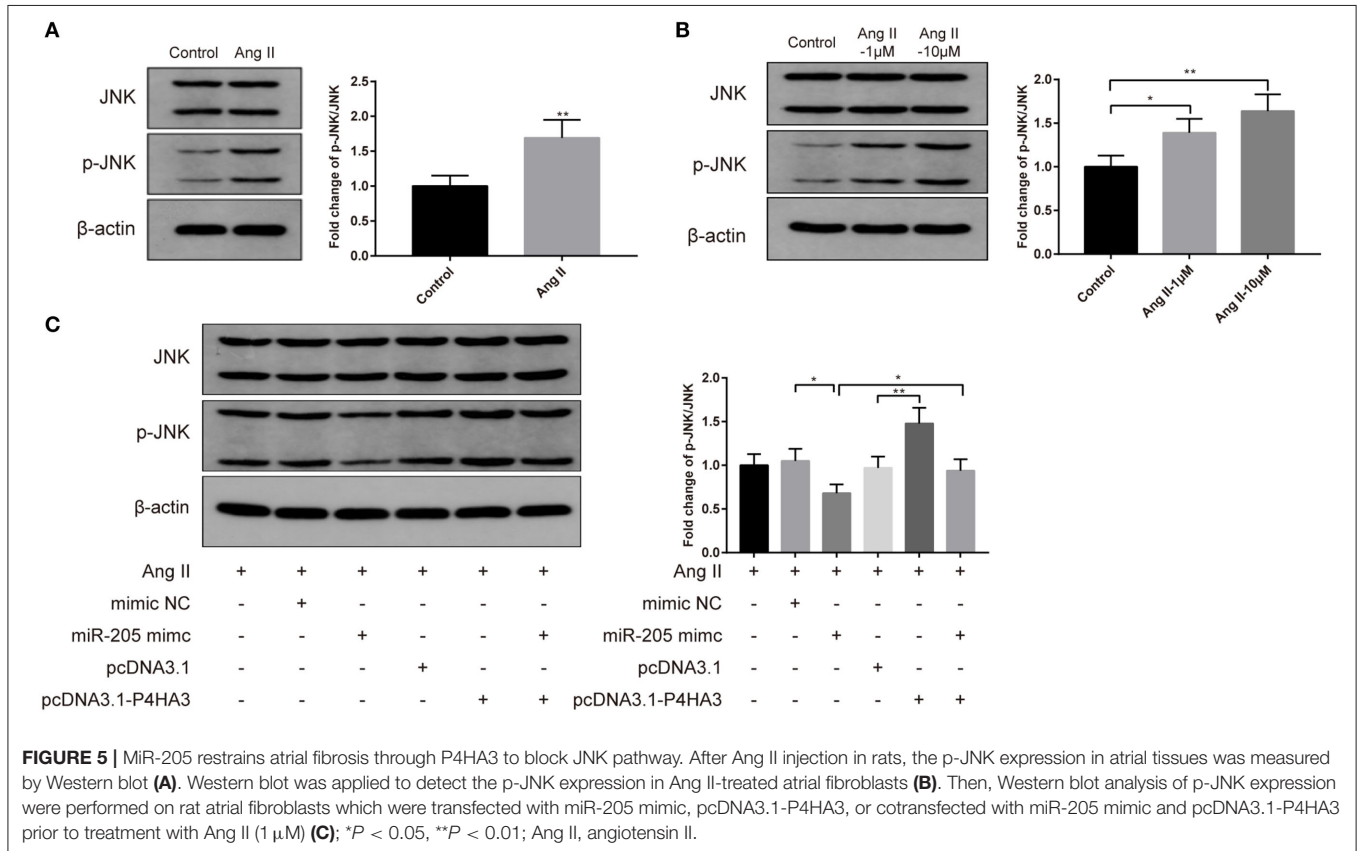 A
Control Ang II
JNK
p-JNK
β-actin
Fold change of p-JNK/JNK
2.5
2.0
1.5
1.0
0.5
0.0
**
Control
Ang II
B
Control Ang II -1μM Ang II -10μM
JNK
p-JNK
β-actin
Fold change of p-JNK/JNK
2.0
1.5
1.0
0.5
0.0
**
*
Control
Ang II-1μM
Ang II-10μM
C
JNK
p-JNK
β-actin
Ang II + + + + + +
mimic NC - + - - - -
miR-205 mimc - - + - - +
pcDNA3.1 - - - + - -
pcDNA3.1-P4HA3 - - - - + +
Fold change of p-JNK/JNK
2.0
1.5
1.0
0.5
0.0
* *
**
Ang II + + + + + +
mimic NC - + - - - -
miR-205 mimc - - + - - +
pcDNA3.1 - - - + - -
pcDNA3.1-P4HA3 - - - - + +
FIGURE 5 | MiR-205 restrains atrial fibrosis through P4HA3 to block JNK pathway. After Ang II injection in rats, the p-JNK expression in atrial tissues was measured
by Western blot (A). Western blot was applied to detect the p-JNK expression in Ang II-treated atrial fibroblasts (B). Then, Western blot analysis of p-JNK expression
were performed on rat atrial fibroblasts which were transfected with miR-205 mimic, pcDNA3.1-P4HA3, or cotransfected with miR-205 mimic and pcDNA3.1-P4HA3
prior to treatment with Ang II (1 μM) (C); *P < 0.05, **P < 0.01; Ang II, angiotensin II.